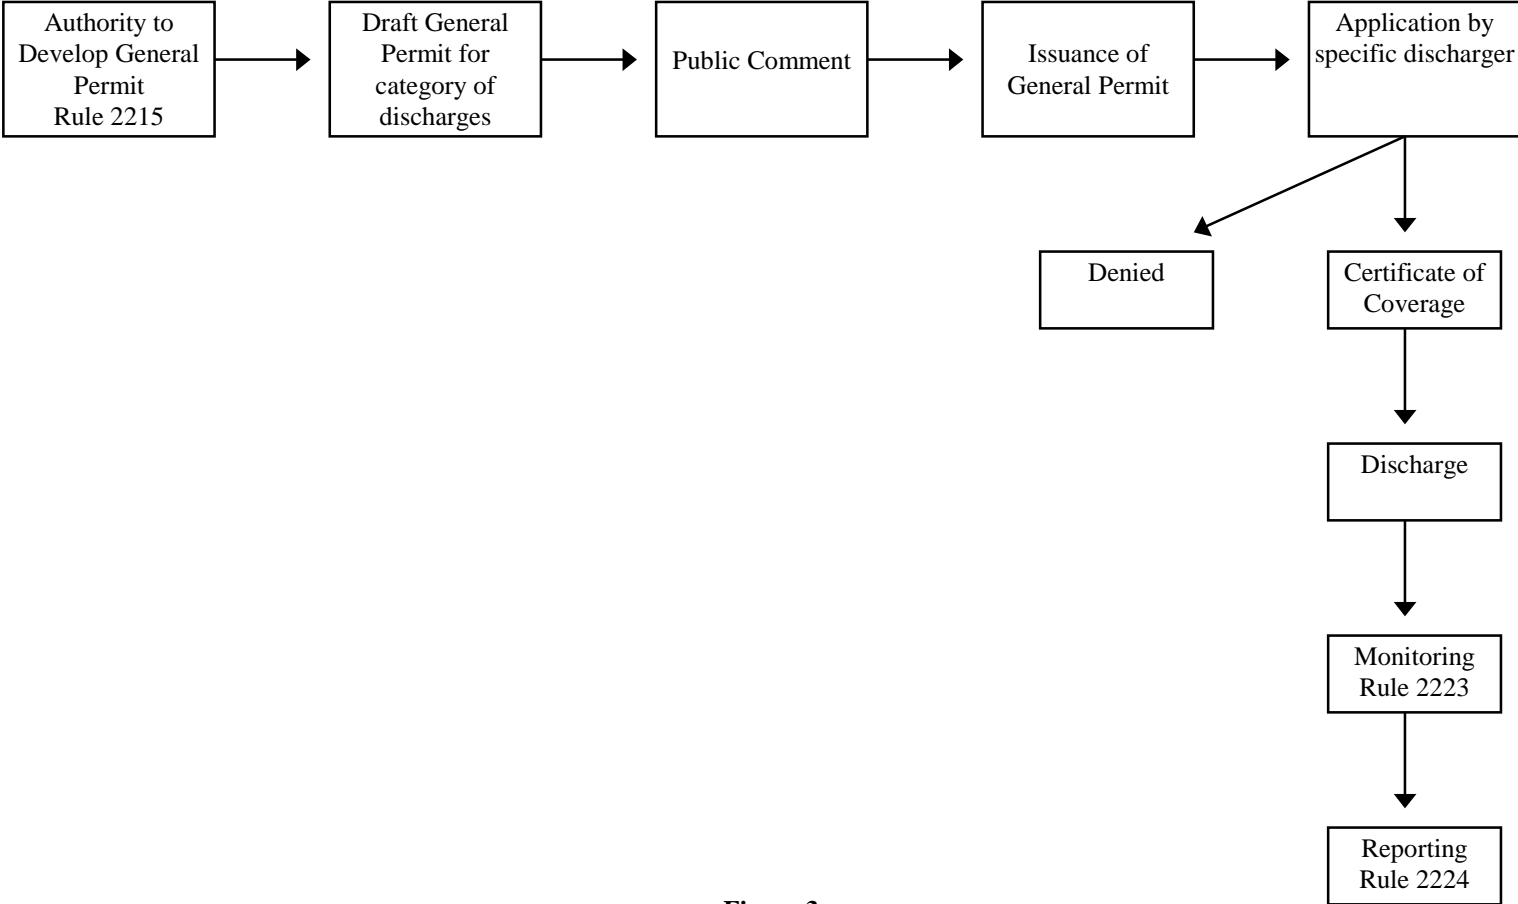 Authority to
Develop General
Permit
Rule 2215
Draft General
Permit for
category of
discharges
Public Comment
Issuance of
General Permit
Application by
specific discharger
Denied
Certificate of
Coverage
Discharge
Monitoring
Rule 2223
Reporting
Rule 2224